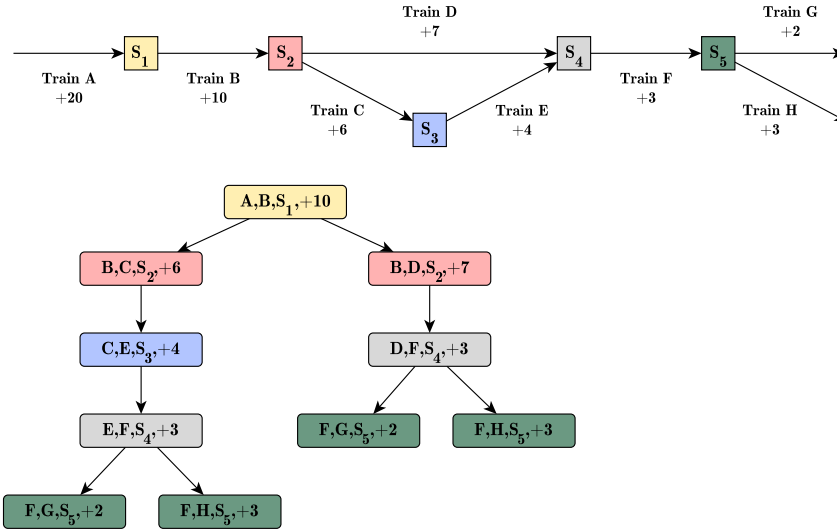 Train D
+7
Train G
+2
S1
S2
S4
S5
Train A
+20
Train B
+10
Train C
+6
S3
Train E
+4
Train F
+3
Train H
+3
A,B,S1,+10
B,C,S2,+6
B,D,S2,+7
C,E,S3,+4
D,F,S4,+3
E,F,S4,+3
F,G,S5,+2
F,H,S5,+3
F,G,S5,+2
F,H,S5,+3